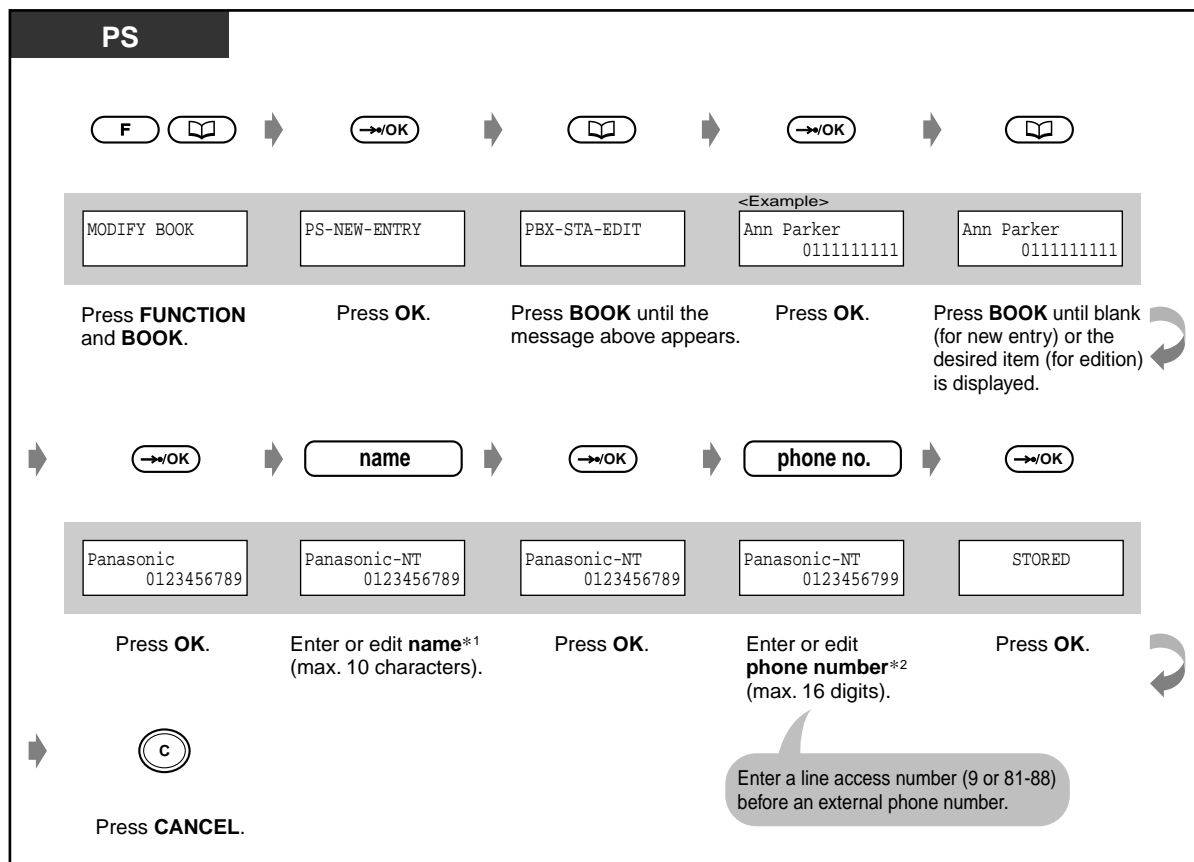 PS
F →•/OK →•/OK
<Example>
MODIFY BOOK PS-NEW-ENTRY PBX-STA-EDIT Ann Parker Ann Parker
0111111111 0111111111
Press FUNCTION Press OK. Press BOOK until the Press OK. Press BOOK until blank
and BOOK. message above appears. (for new entry) or the
desired item (for edition)
is displayed.
→•/OK name →•/OK phone no. →•/OK
Panasonic Panasonic-NT Panasonic-NT Panasonic-NT STORED
0123456789 0123456789 0123456789 0123456799
Press OK. Enter or edit name*1 Press OK. Enter or edit Press OK.
(max. 10 characters). phone number*2
(max. 16 digits).
C
Enter a line access number (9 or 81-88)
before an external phone number.
Press CANCEL.